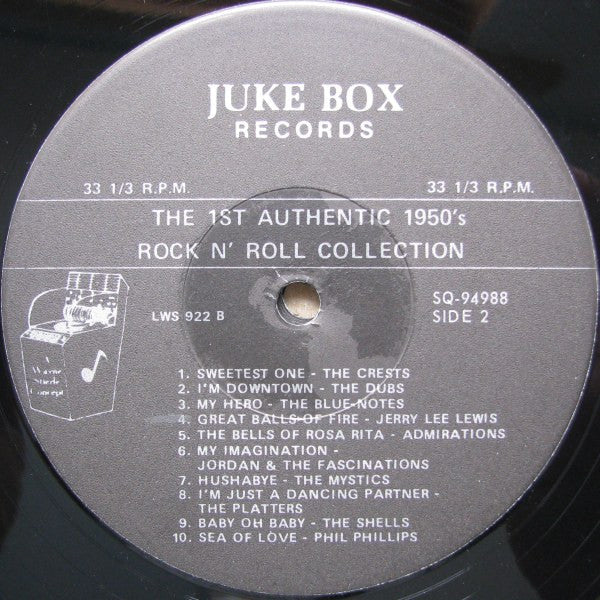 JUKE BOX
RECORDS
33 1/3 R.P.M. 33 1/3 R.P.M.
THE 1ST AUTHENTIC 1950's
ROCK N' ROLL COLLECTION
LWS 922 B
SQ-94988
SIDE 2
A
Wayne
Stierle
Concept
1. SWEETEST ONE - THE CRESTS
2. I'M DOWNTOWN - THE DUBS
3. MY HERO - THE BLUE-NOTES
4. GREAT BALLS OF FIRE - JERRY LEE LEWIS
5. THE BELLS OF ROSA RITA - ADMIRATIONS
6. MY IMAGINATION -
JORDAN & THE FASCINATIONS
7. HUSHABYE - THE MYSTICS
8. I'M JUST A DANCING PARTNER -
THE PLATTERS
9. BABY OH BABY - THE SHELLS
10. SEA OF LOVE - PHIL PHILLIPS